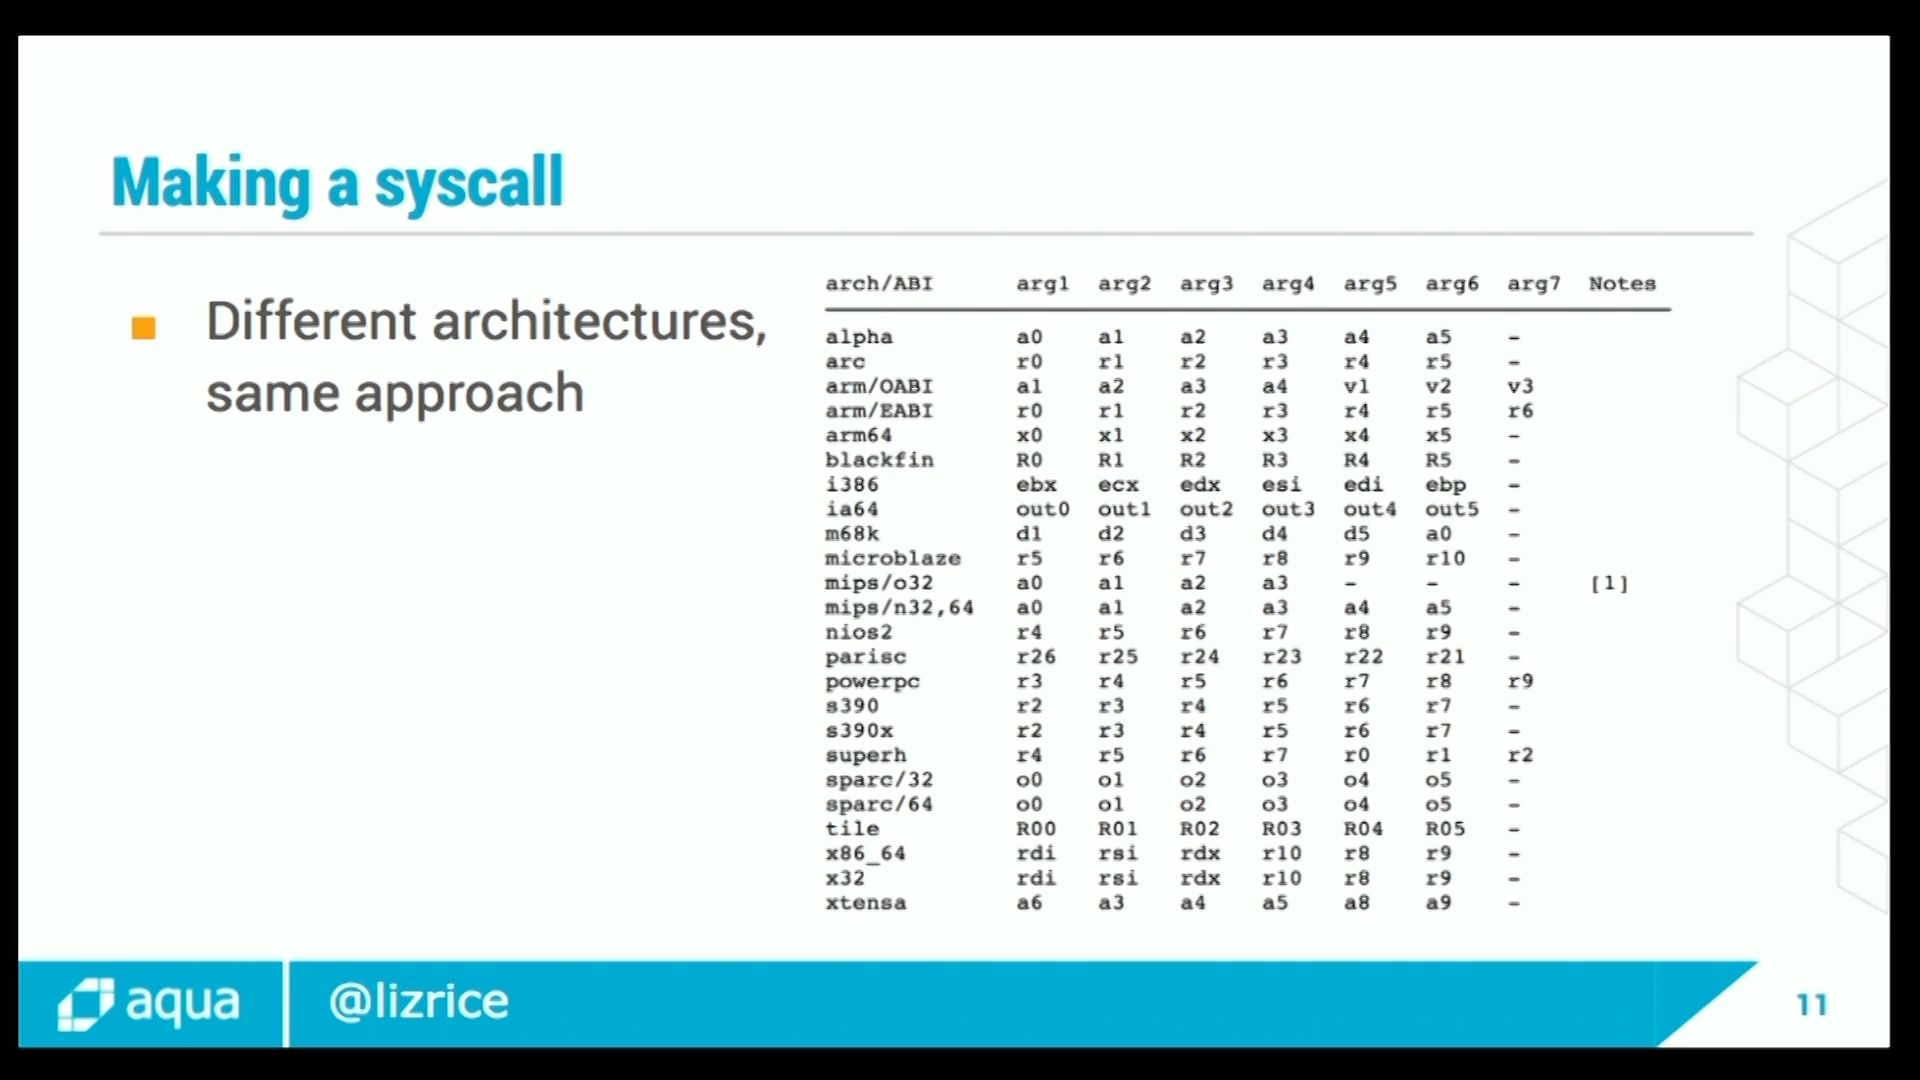 Making a syscall
Different architectures,
same approach
arch/ABI arg1 arg2 arg3 arg4 arg5 arg6 arg7 Notes
alpha a0 a1 a2 a3 a4 a5 -
arc r0 r1 r2 r3 r4 r5 -
arm/OABI a1 a2 a3 a4 v1 v2 v3
arm/EABI r0 r1 r2 r3 r4 r5 r6
arm64 x0 x1 x2 x3 x4 x5 -
blackfin R0 R1 R2 R3 R4 R5 -
i386 ebx ecx edx esi edi ebp -
ia64 out0 out1 out2 out3 out4 out5 -
m68k d1 d2 d3 d4 d5 a0 -
microblaze r5 r6 r7 r8 r9 r10 -
mips/o32 a0 a1 a2 a3 - - - [1]
mips/n32,64 a0 a1 a2 a3 a4 a5 -
nios2 r4 r5 r6 r7 r8 r9 -
parisc r26 r25 r24 r23 r22 r21 -
powerpc r3 r4 r5 r6 r7 r8 r9
s390 r2 r3 r4 r5 r6 r7 -
s390x r2 r3 r4 r5 r6 r7 -
superh r4 r5 r6 r7 r0 r1 r2
sparc/32 o0 o1 o2 o3 o4 o5 -
sparc/64 o0 o1 o2 o3 o4 o5 -
tile R00 R01 R02 R03 R04 R05 -
x86_64 rdi rsi rdx r10 r8 r9 -
x32 rdi rsi rdx r10 r8 r9 -
xtensa a6 a3 a4 a5 a8 a9 -
aqua @lizrice 11